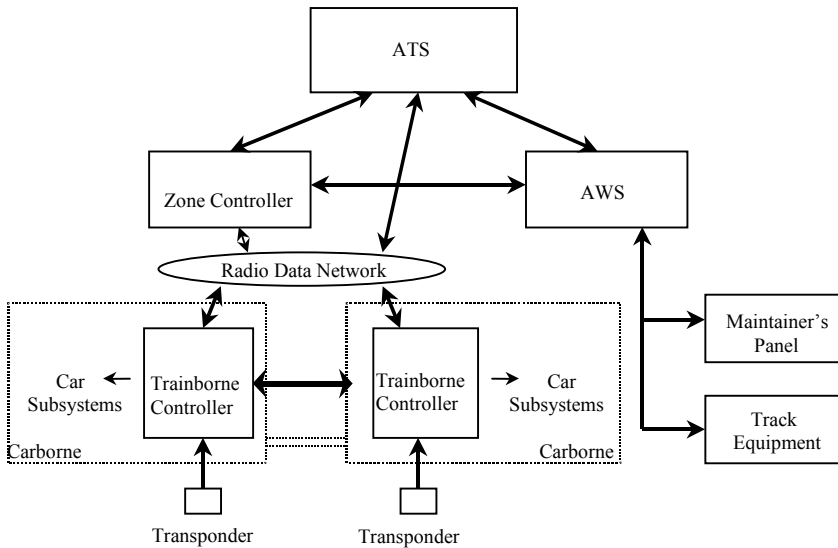 ATS
Zone Controller
AWS
Radio Data Network
Maintainer's
Panel
Car
Subsystems
Trainborne
Controller
Trainborne
Controller
Car
Subsystems
Track
Equipment
Carborne
Carborne
Transponder
Transponder